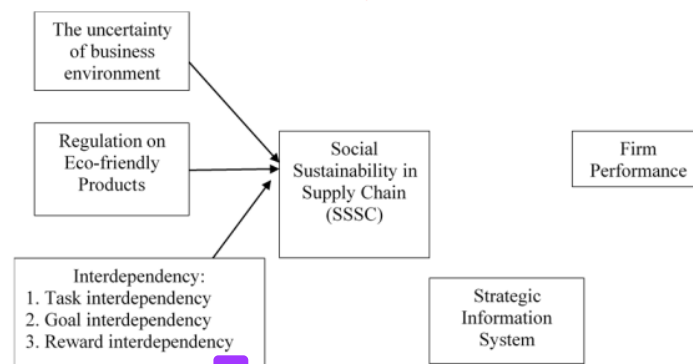 The uncertainty
of business
environment
Regulation on
Eco-friendly
Products
Social
Sustainability in
Supply Chain
(SSSC)
Firm
Performance
Interdependency:
1. Task interdependency
2. Goal interdependency
3. Reward interdependency
Strategic
Information
System